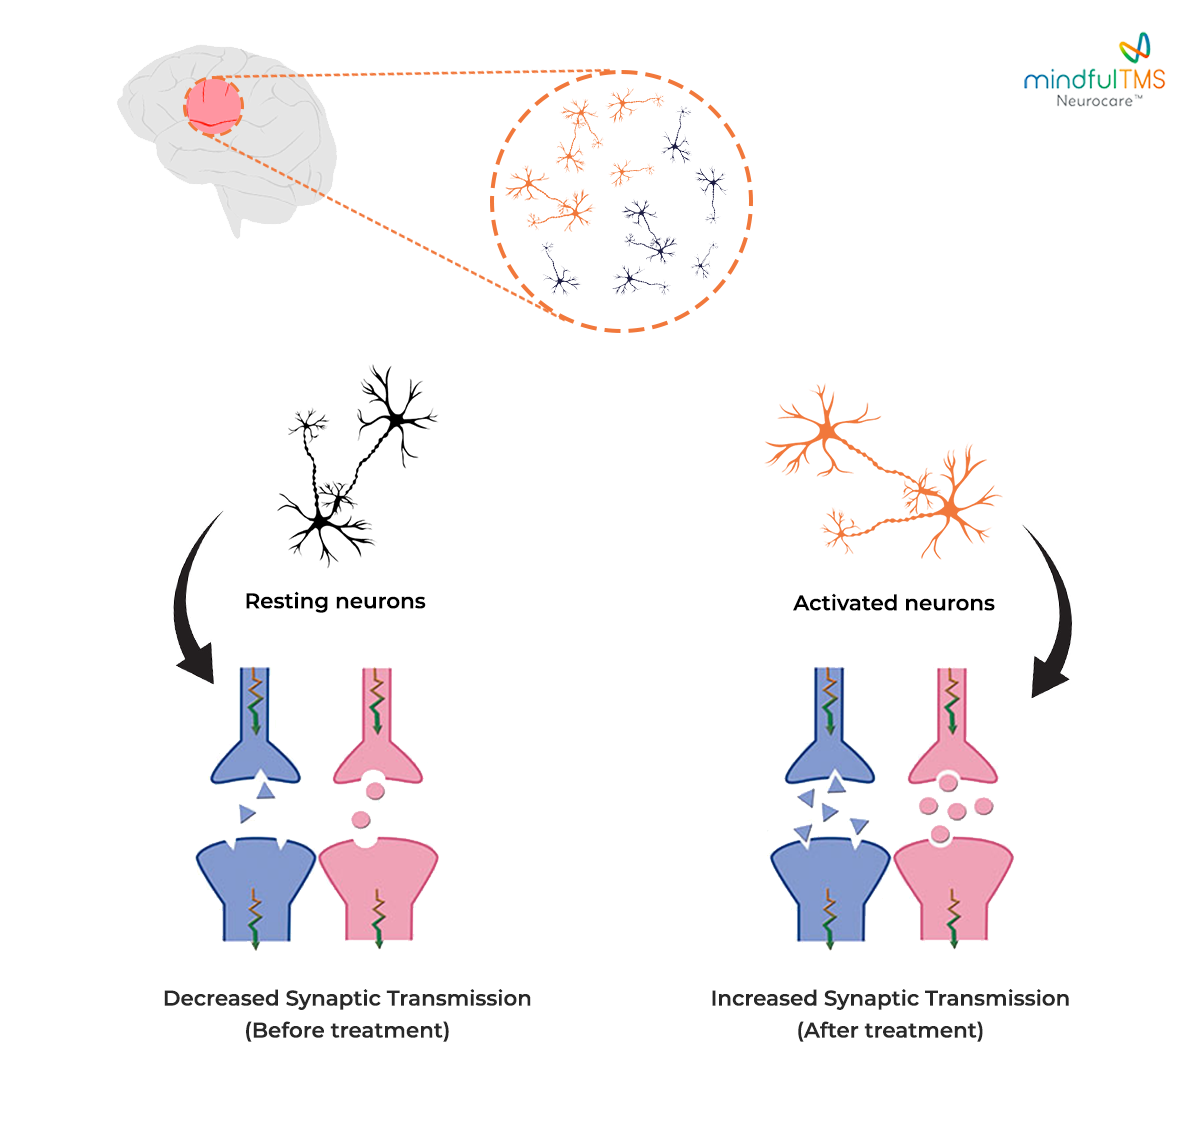 mindfulTMS
Neurocare™
Resting neurons
Activated neurons
Decreased Synaptic Transmission
(Before treatment)
Increased Synaptic Transmission
(After treatment)